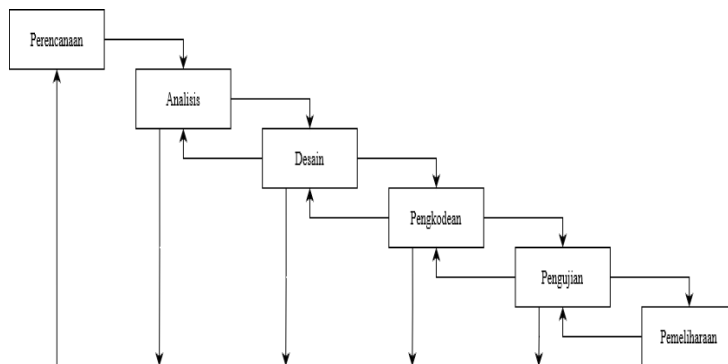 Perencanaan
Analisis
Desain
Pengkodean
Pengujian
Pemeliharaan